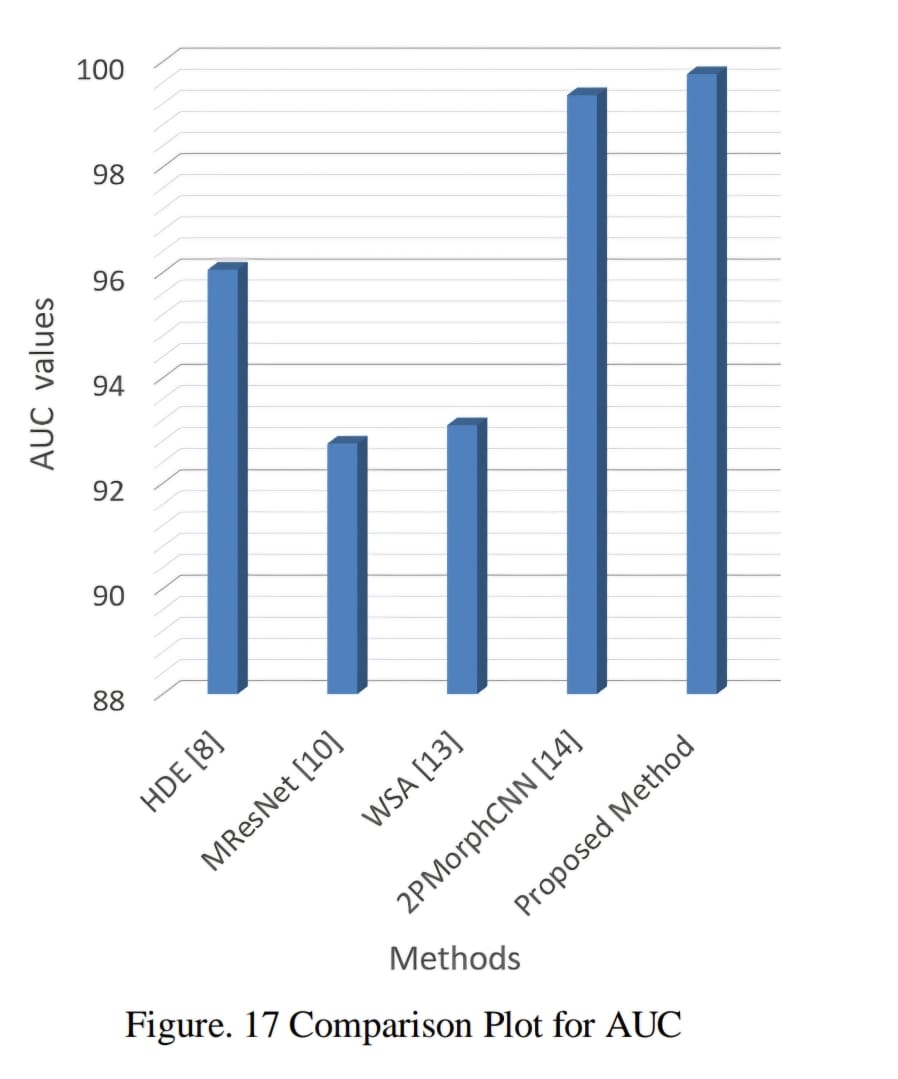 100
98
96
94
92
90
88
AUC values
HDE [8]
MResNet [10]
WSA [13]
2PMorphCNN [14]
Proposed Method
Methods
Figure. 17 Comparison Plot for AUC